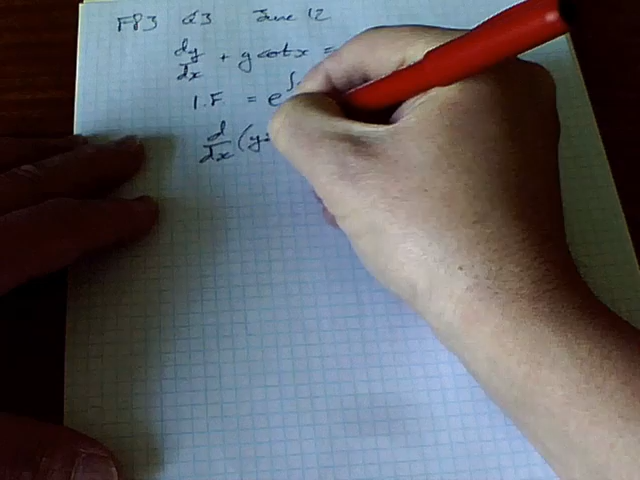 FP3 Q3 June 12
dy/dx + y cot x =
I.F. = e^∫
d/dx (y